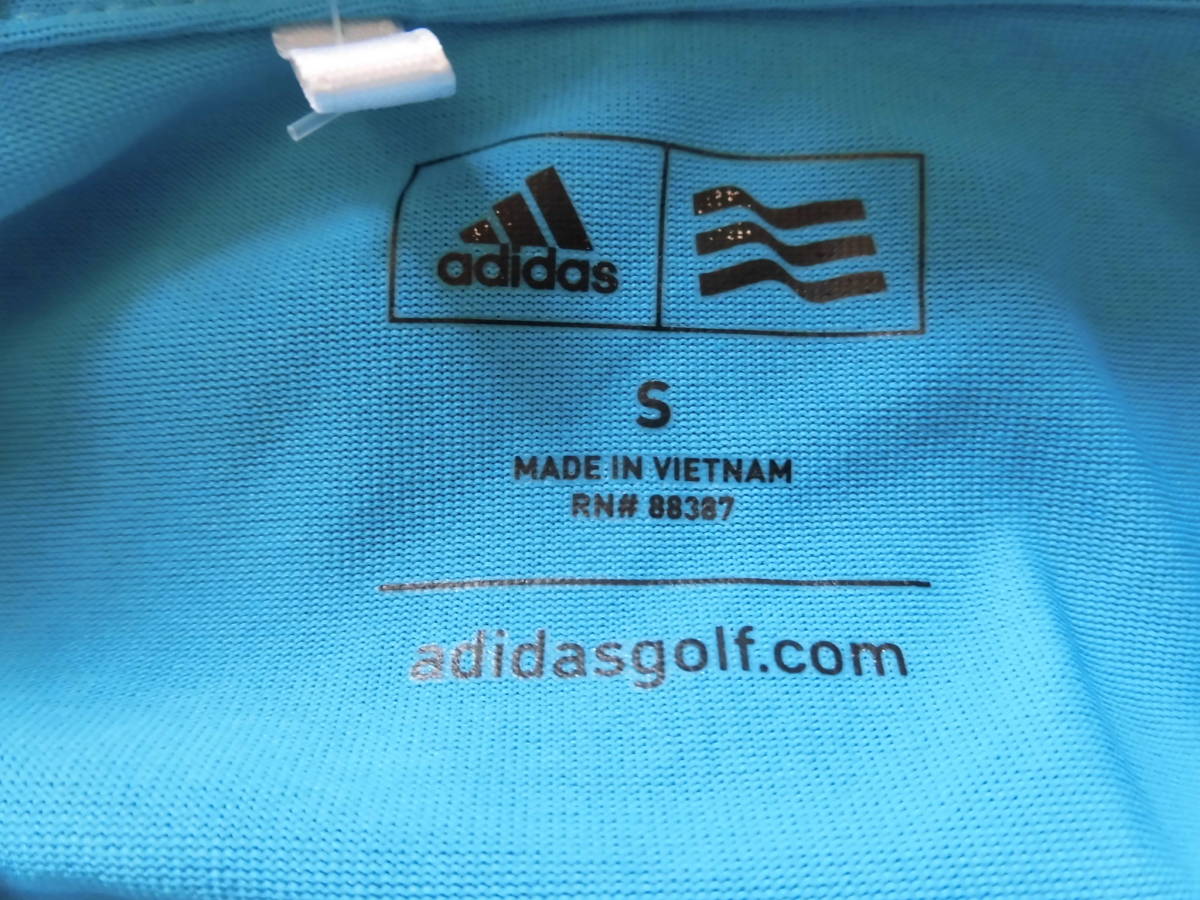 adidas
S
MADE IN VIETNAM
RN# 88387
adidasgolf.com